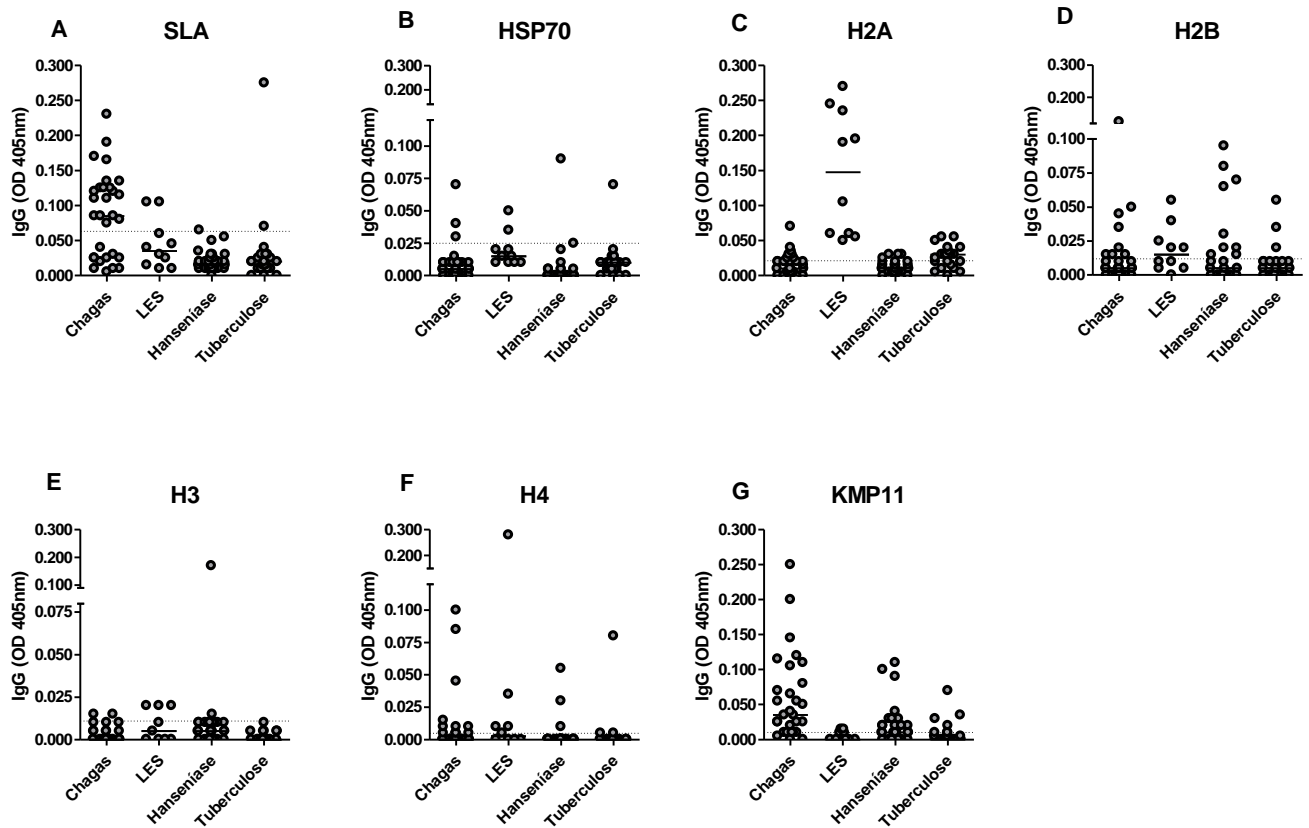 A SLA
IgG (OD 405nm)
0.300
0.250
0.200
0.150
0.100
0.050
0.000
Chagas
LES
Hanseníase
Tuberculose
B HSP70
IgG (OD 405nm)
0.300
0.200
0.100
0.075
0.050
0.025
0.000
Chagas
LES
Hanseníase
Tuberculose
C H2A
IgG (OD 405nm)
0.300
0.250
0.200
0.150
0.100
0.050
0.000
Chagas
LES
Hanseníase
Tuberculose
D H2B
IgG (OD 405nm)
0.300
0.200
0.100
0.075
0.050
0.025
0.000
Chagas
LES
Hanseníase
Tuberculose
E H3
IgG (OD 405nm)
0.300
0.200
0.100
0.075
0.050
0.025
0.000
Chagas
LES
Hanseníase
Tuberculose
F H4
IgG (OD 405nm)
0.300
0.200
0.100
0.075
0.050
0.025
0.000
Chagas
LES
Hanseníase
Tuberculose
G KMP11
IgG (OD 405nm)
0.300
0.250
0.200
0.150
0.100
0.050
0.000
Chagas
LES
Hanseníase
Tuberculose